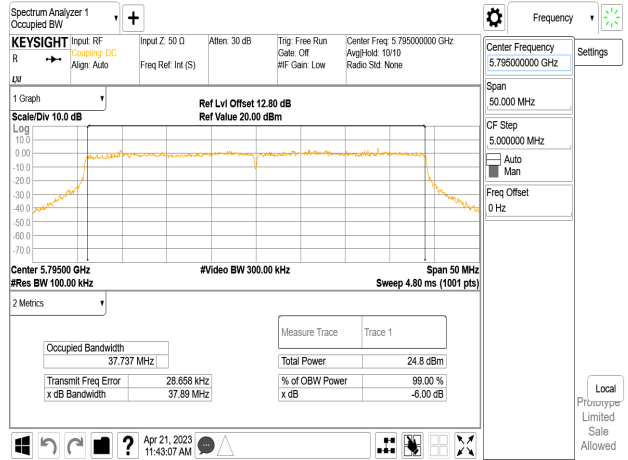 Spectrum Analyzer 1
Occupied BW
Frequency
KEYSIGHT
R
Input: RF
Coupling: DC
Align: Auto
Input Z: 50 Ω
Freq Ref: Int (S)
Atten: 30 dB
Trig: Free Run
Gate: Off
#IF Gain: Low
Center Freq: 5.795000000 GHz
Avg|Hold: 10/10
Radio Std: None
Center Frequency
5.795000000 GHz
Settings
Span
50.000 MHz
CF Step
5.000000 MHz
Auto
Man
Freq Offset
0 Hz
1 Graph
Scale/Div 10.0 dB
Ref Lvl Offset 12.80 dB
Ref Value 20.00 dBm
Log
10.0
0.00
-10.0
-20.0
-30.0
-40.0
-50.0
-60.0
-70.0
Center 5.79500 GHz
#Res BW 100.00 kHz
#Video BW 300.00 kHz
Span 50 MHz
Sweep 4.80 ms (1001 pts)
2 Metrics
Measure Trace
Trace 1
Occupied Bandwidth
37.737 MHz
Total Power
24.8 dBm
Transmit Freq Error
28.658 kHz
% of OBW Power
99.00 %
x dB Bandwidth
37.89 MHz
x dB
-6.00 dB
Local
Prototype
Limited
Sale
Allowed
?
Apr 21, 2023
11:43:07 AM